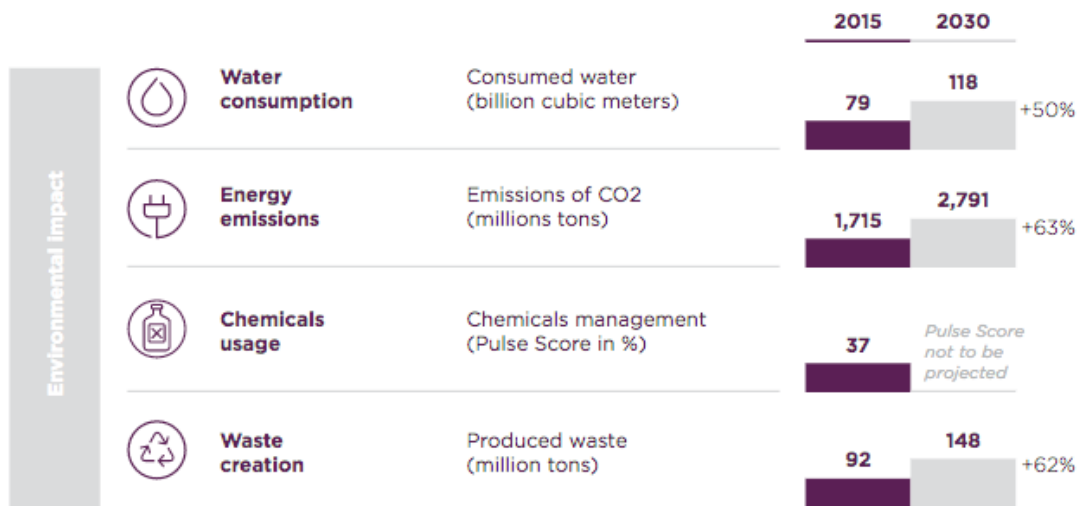 2015 2030
Water
consumption
Consumed water
(billion cubic meters)
79
118
+50%
Energy
emissions
Emissions of CO2
(millions tons)
1,715
2,791
+63%
Chemicals
usage
Chemicals management
(Pulse Score in %)
37
Pulse Score
not to be
projected
Waste
creation
Produced waste
(million tons)
92
148
+62%
Environmental impact